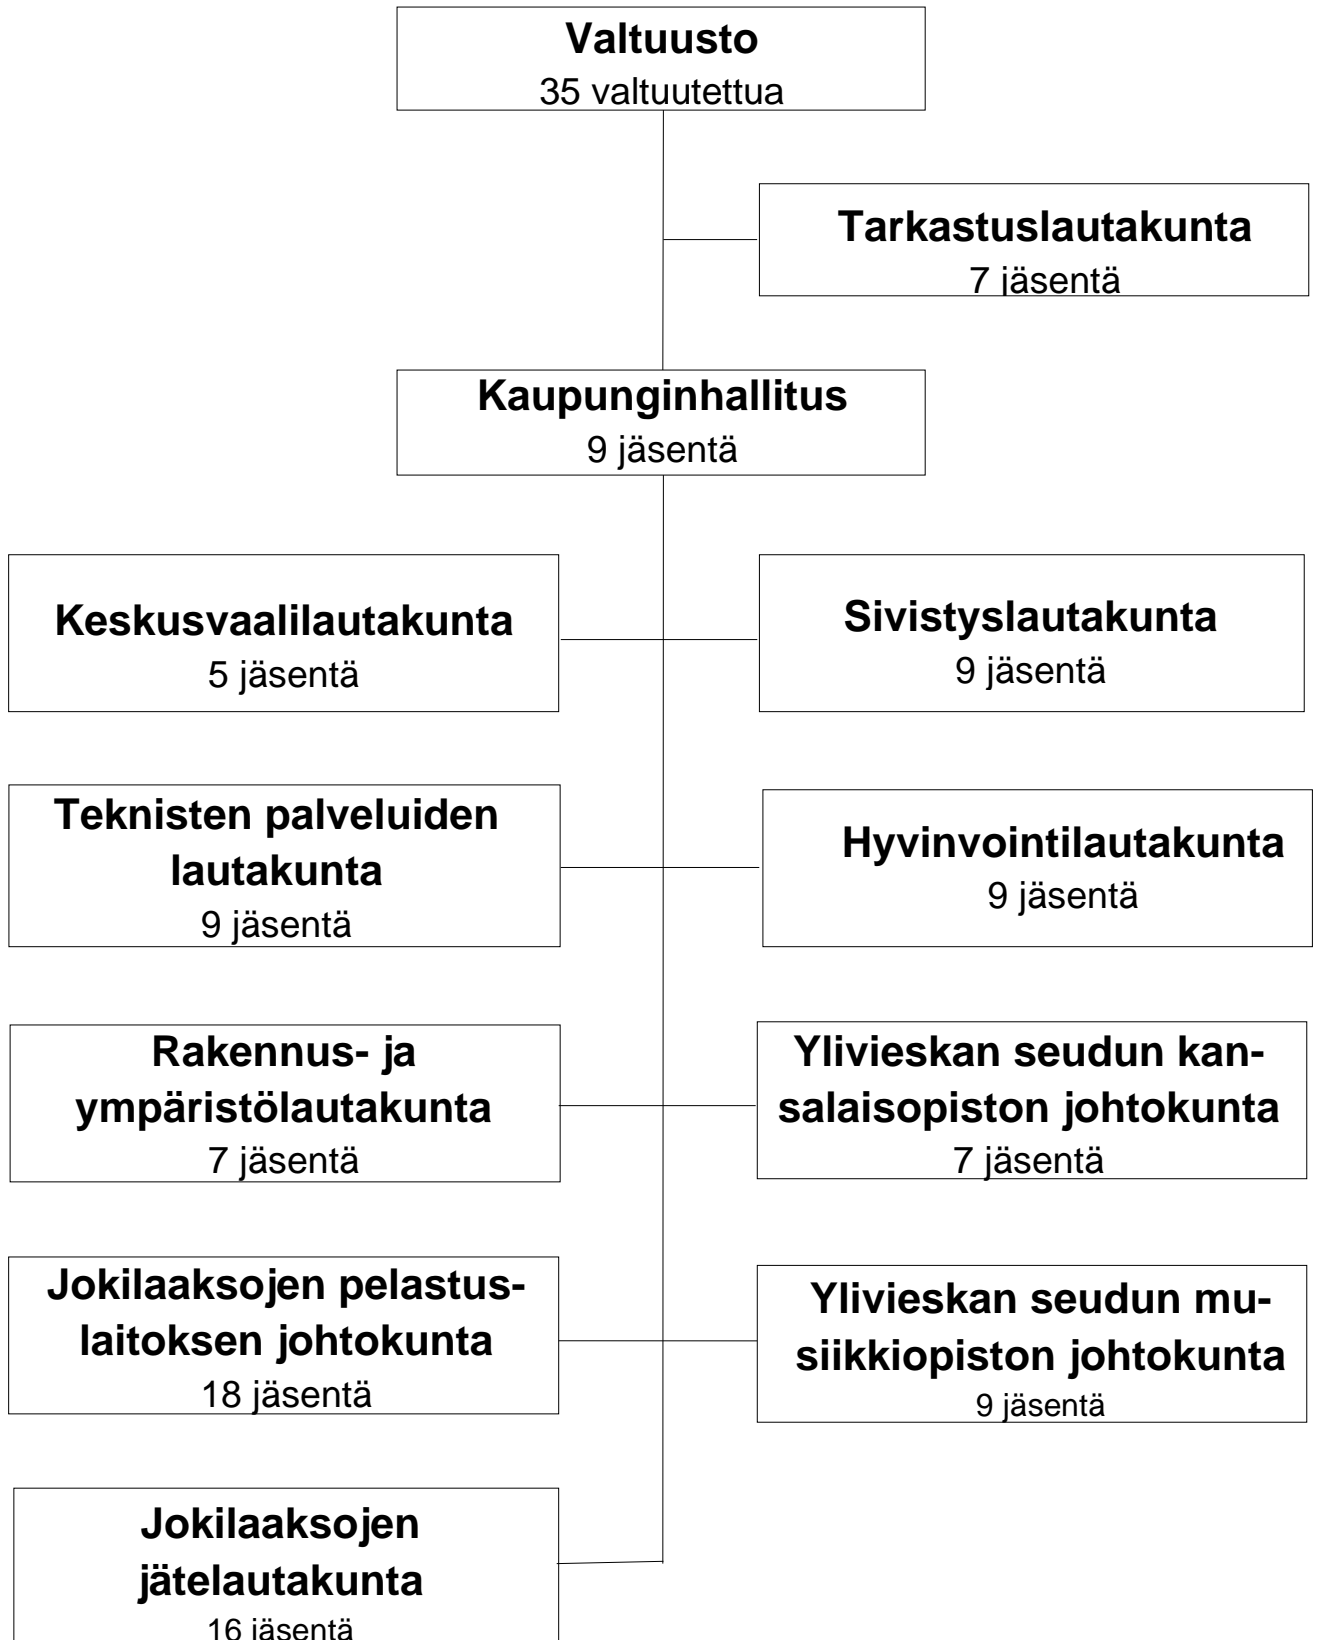 Valtuusto
35 valtuutettua
Tarkastuslautakunta
7 jäsentä
Kaupunginhallitus
9 jäsentä
Keskusvaalilautakunta
5 jäsentä
Sivistyslautakunta
9 jäsentä
Teknisten palveluiden
lautakunta
9 jäsentä
Hyvinvointilautakunta
9 jäsentä
Rakennus- ja
ympäristölautakunta
7 jäsentä
Ylivieskan seudun kan-
salaisopiston johtokunta
7 jäsentä
Jokilaaksojen pelastus-
laitoksen johtokunta
18 jäsentä
Ylivieskan seudun mu-
siikkiopiston johtokunta
9 jäsentä
Jokilaaksojen
jätelautakunta
16 jäsentä